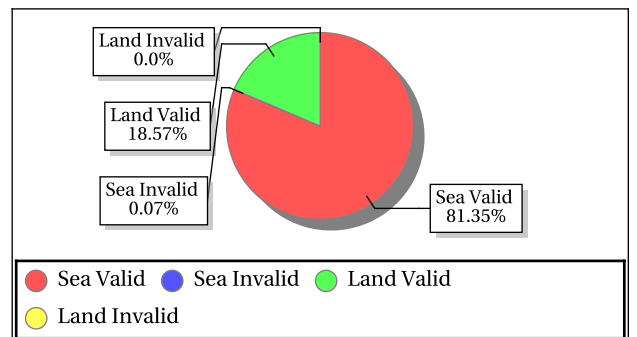 Land Invalid
0.0%
Land Valid
18.57%
Sea Invalid
0.07%
Sea Valid
81.35%
Sea Valid Sea Invalid Land Valid
Land Invalid